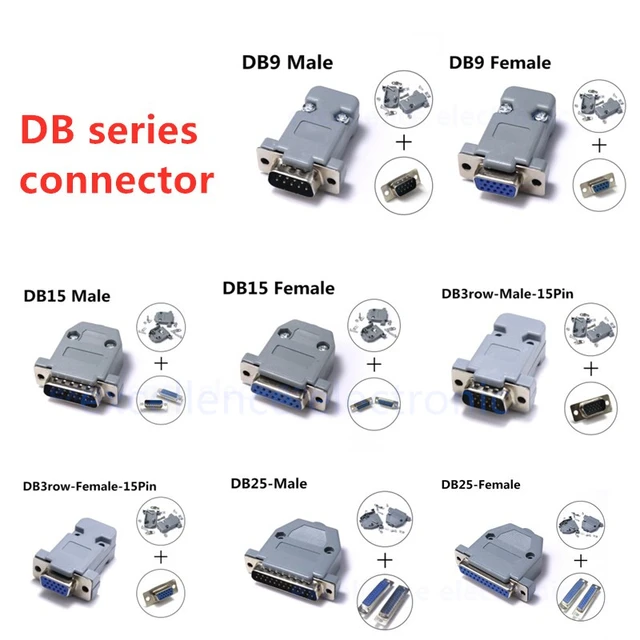 DB series
connector
DB9 Male
DB9 Female
DB15 Male
DB15 Female
DB3row-Male-15Pin
DB3row-Female-15Pin
DB25-Male
DB25-Female